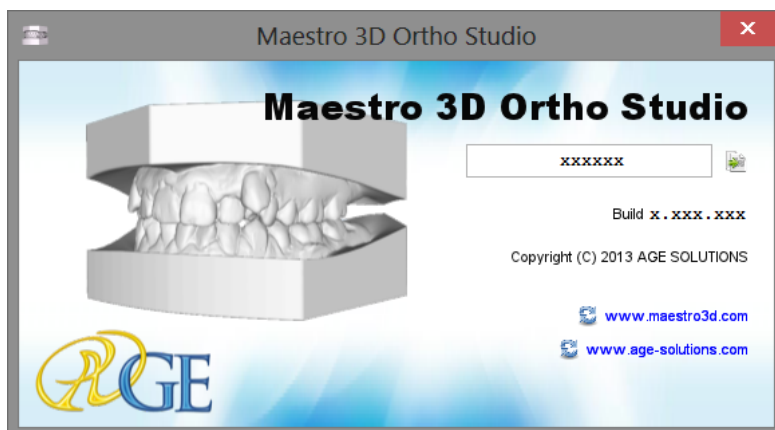 Maestro 3D Ortho Studio
x
Maestro 3D Ortho Studio
xxxxxx
Build x.xxx.xxx
Copyright (C) 2013 AGE SOLUTIONS
www.maestro3d.com
www.age-solutions.com
AGE